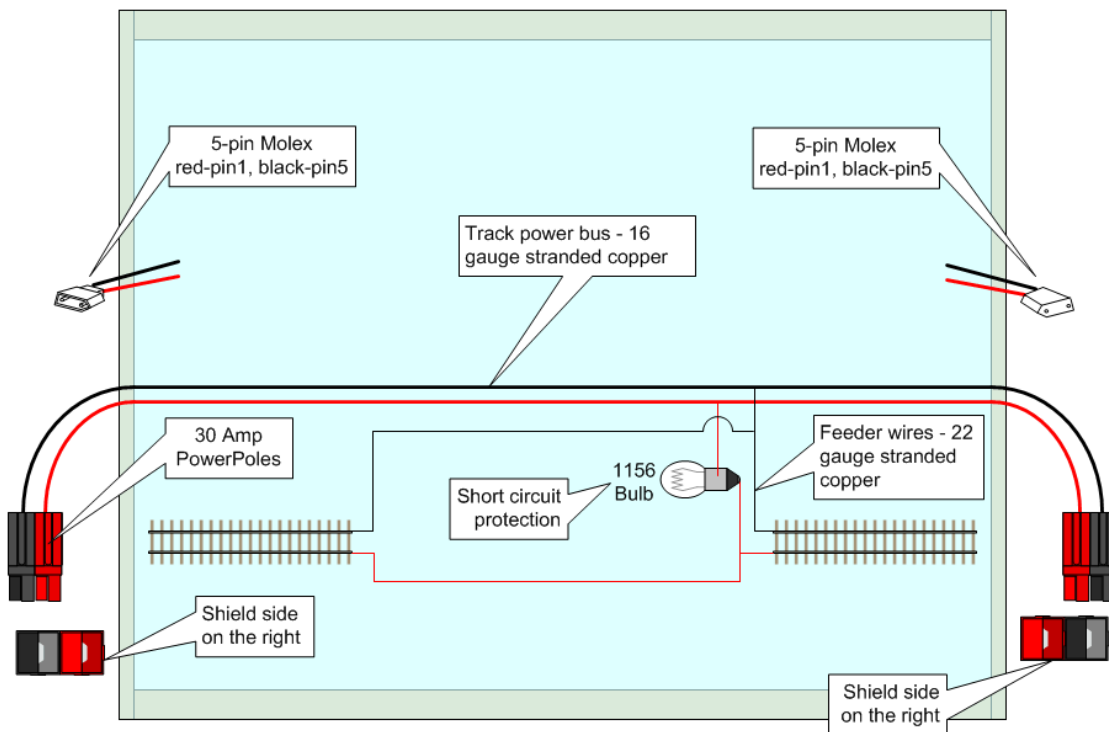 5-pin Molex
red-pin1, black-pin5
5-pin Molex
red-pin1, black-pin5
Track power bus - 16
gauge stranded copper
30 Amp
PowerPoles
1156
Bulb
Short circuit
protection
Feeder wires - 22
gauge stranded
copper
Shield side
on the right
Shield side
on the right